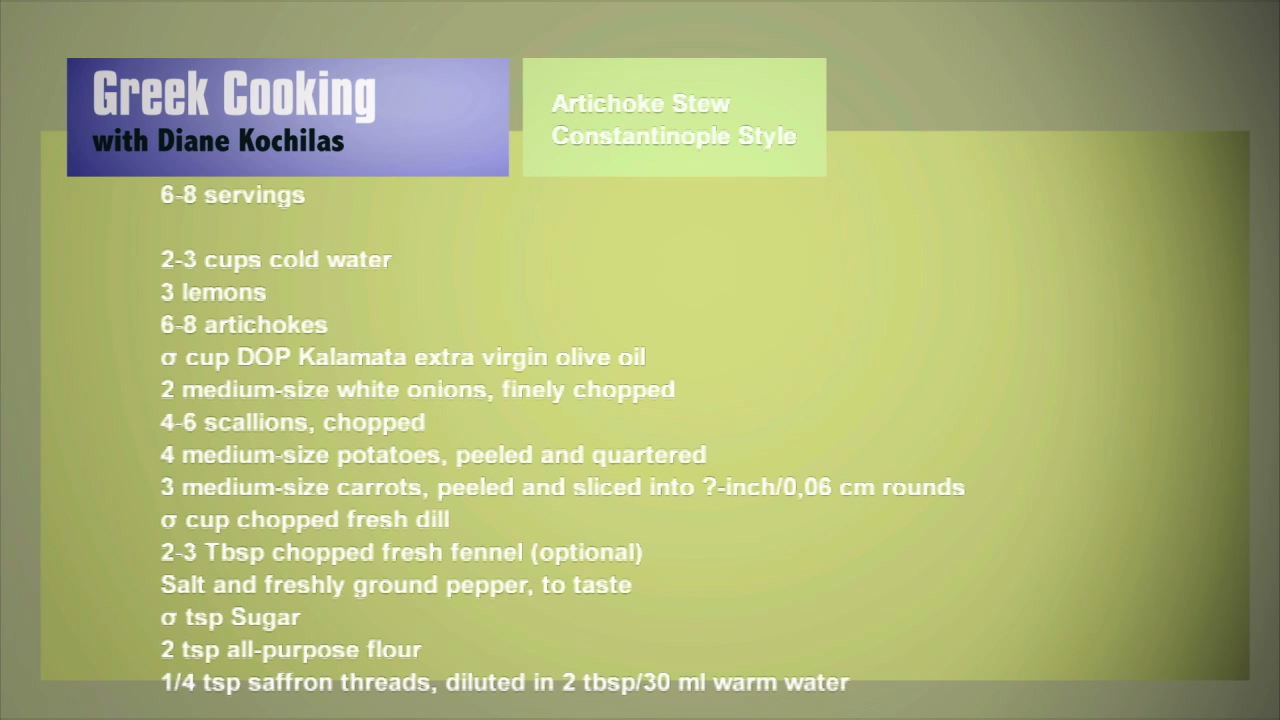 Greek Cooking
with Diane Kochilas
Artichoke Stew
Constantinople Style
6-8 servings
2-3 cups cold water
3 lemons
6-8 artichokes
σ cup DOP Kalamata extra virgin olive oil
2 medium-size white onions, finely chopped
4-6 scallions, chopped
4 medium-size potatoes, peeled and quartered
3 medium-size carrots, peeled and sliced into ?-inch/0,06 cm rounds
σ cup chopped fresh dill
2-3 Tbsp chopped fresh fennel (optional)
Salt and freshly ground pepper, to taste
σ tsp Sugar
2 tsp all-purpose flour
1/4 tsp saffron threads, diluted in 2 tbsp/30 ml warm water